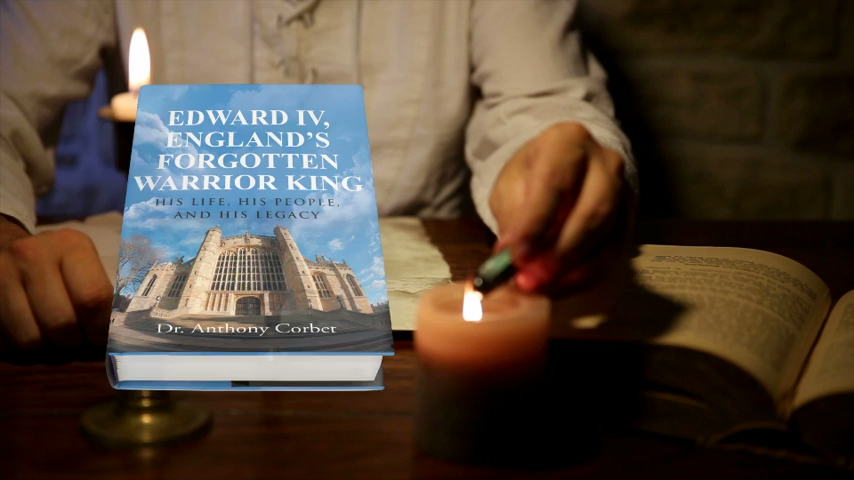 EDWARD IV,
ENGLAND'S
FORGOTTEN
WARRIOR KING
HIS LIFE, HIS PEOPLE,
AND HIS LEGACY
Dr. Anthony Corbet